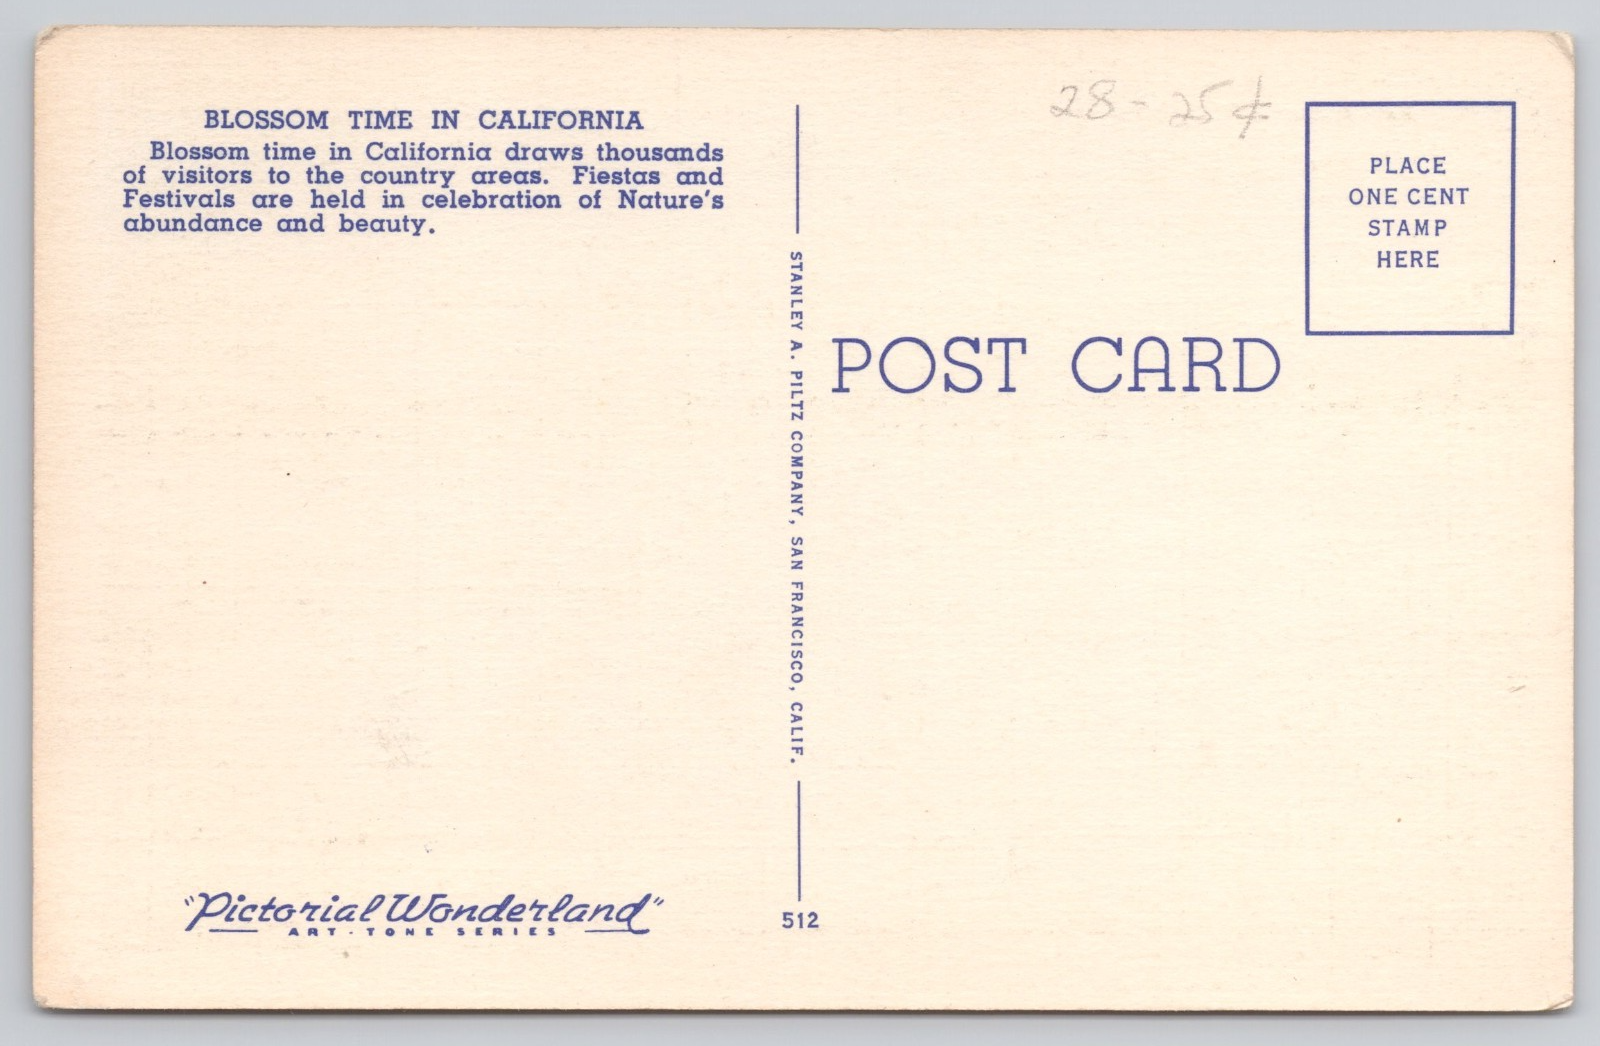 BLOSSOM TIME IN CALIFORNIA
Blossom time in California draws thousands
of visitors to the country areas. Fiestas and
Festivals are held in celebration of Nature's
abundance and beauty.
"Pictorial Wonderland"
ART-TONE SERIES
STANLEY A. PILTZ COMPANY, SAN FRANCISCO, CALIF.
512
28- 25¢
PLACE
ONE CENT
STAMP
HERE
POST CARD